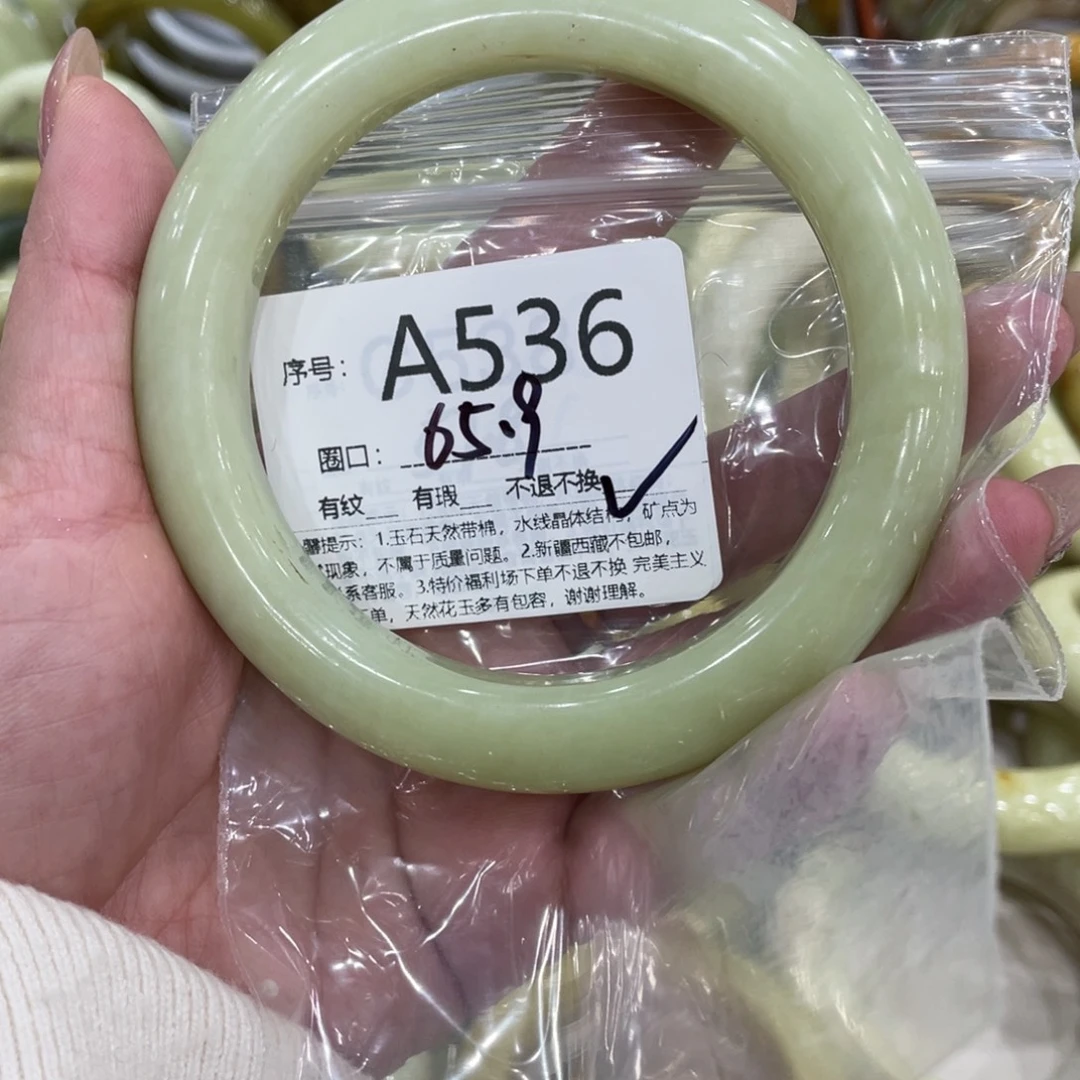 序号: A536
圈口: 65.9
有纹__ 有瑕__ 不退不换✓
提示: 1.玉石天然带棉, 水线晶体结构, 矿点为
现象, 不属于质量问题。2.新疆西藏不包邮,
系客服。3.特价福利场下单不退不换 完美主义
单, 天然花玉多有包容, 谢谢理解。